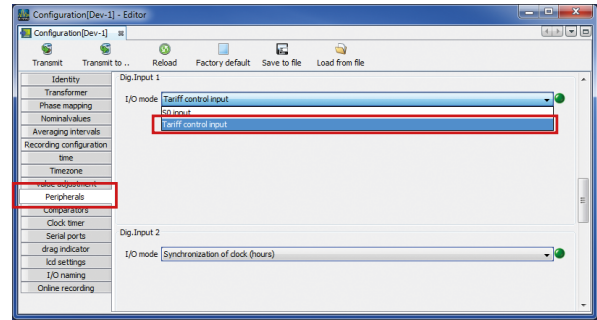 Configuration[Dev-1] - Editor
Configuration[Dev-1]
Transmit Transmit to .. Reload Factory default Save to file Load from file
Identity
Transformer
Phase mapping
Nominalvalues
Averaging intervals
Recording configuration
time
Timezone
value adjustment
Peripherals
Comparators
Clock timer
Serial ports
drag indicator
lcd settings
I/O naming
Online recording
Dig.Input 1
I/O mode Tariff control input
S0 input
Tariff control input
Dig.Input 2
I/O mode Synchronization of clock (hours)